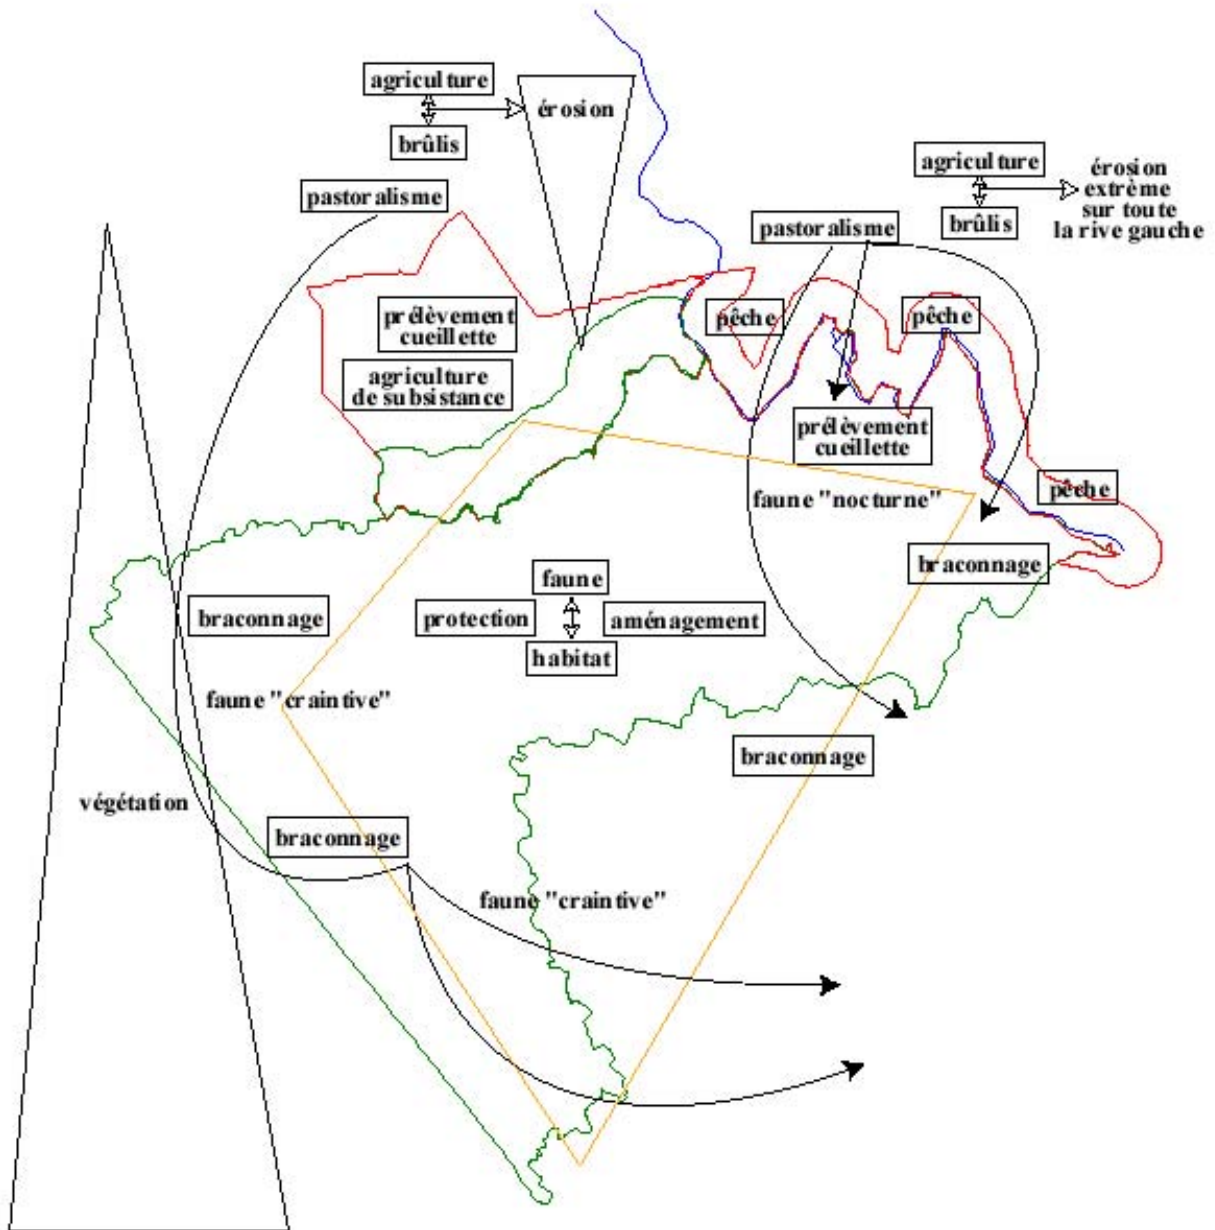 agriculture
érosion
brûlis
agriculture
érosion
extrème
sur toute
la rive gauche
brûlis
pastoralisme
pastoralisme
prélèvement
cueillette
pêche
pêche
agriculture
de subsistance
prélèvement
cueillette
faune "nocturne"
pêche
braconnage
faune
braconnage
protection
aménagement
habitat
faune "craintive"
braconnage
végétation
braconnage
faune "craintive"